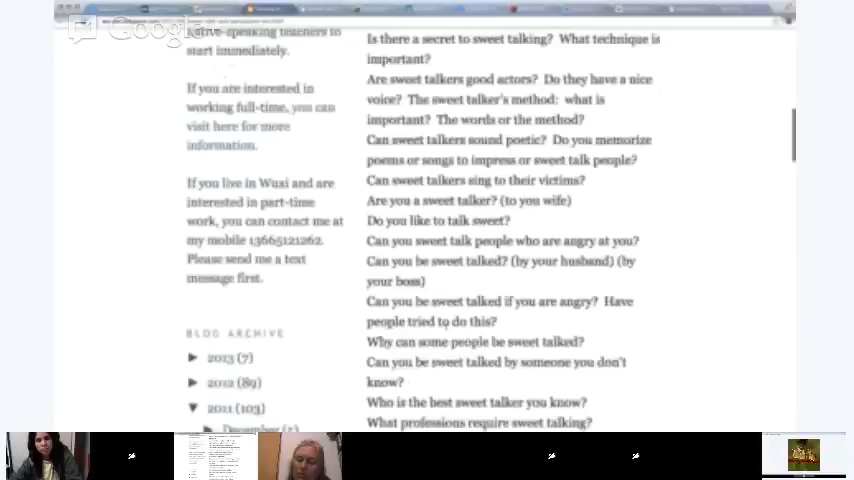 Google+
native-speaking teachers to
start immediately.
If you are interested in
working full-time, you can
visit here for more
information.
If you live in Wuxi and are
interested in part-time
work, you can contact me at
my mobile 13665121262.
Please send me a text
message first.
BLOG ARCHIVE
► 2013 (7)
► 2012 (89)
▼ 2011 (103)
► December (1)
Is there a secret to sweet talking? What technique is
important?
Are sweet talkers good actors? Do they have a nice
voice? The sweet talker's method: what is
important? The words or the method?
Can sweet talkers sound poetic? Do you memorize
poems or songs to impress or sweet talk people?
Can sweet talkers sing to their victims?
Are you a sweet talker? (to you wife)
Do you like to talk sweet?
Can you sweet talk people who are angry at you?
Can you be sweet talked? (by your husband) (by
your boss)
Can you be sweet talked if you are angry? Have
people tried to do this?
Why can some people be sweet talked?
Can you be sweet talked by someone you don't
know?
Who is the best sweet talker you know?
What professions require sweet talking?